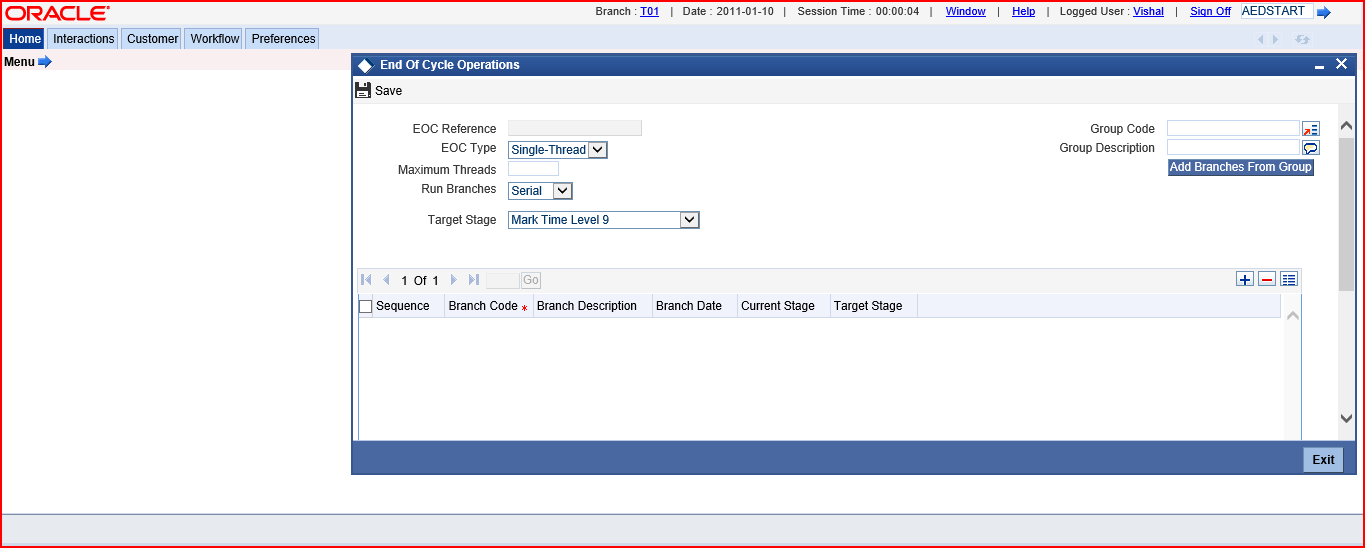 ORACLE®
Branch : T01 | Date : 2011-01-10 | Session Time : 00:00:04 | Window | Help | Logged User : Vishal | Sign Off AEDSTART
Home Interactions Customer Workflow Preferences
Menu
End Of Cycle Operations
Save
EOC Reference
EOC Type Single-Thread
Maximum Threads
Run Branches Serial
Target Stage Mark Time Level 9
Group Code
Group Description
Add Branches From Group
1 Of 1 Go
Sequence Branch Code * Branch Description Branch Date Current Stage Target Stage
Exit